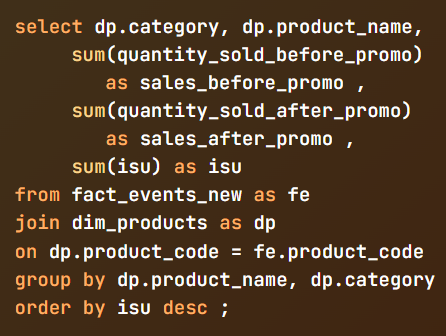 select dp.category, dp.product_name,
sum(quantity_sold_before_promo)
as sales_before_promo ,
sum(quantity_sold_after_promo)
as sales_after_promo ,
sum(isu) as isu
from fact_events_new as fe
join dim_products as dp
on dp.product_code = fe.product_code
group by dp.product_name, dp.category
order by isu desc ;